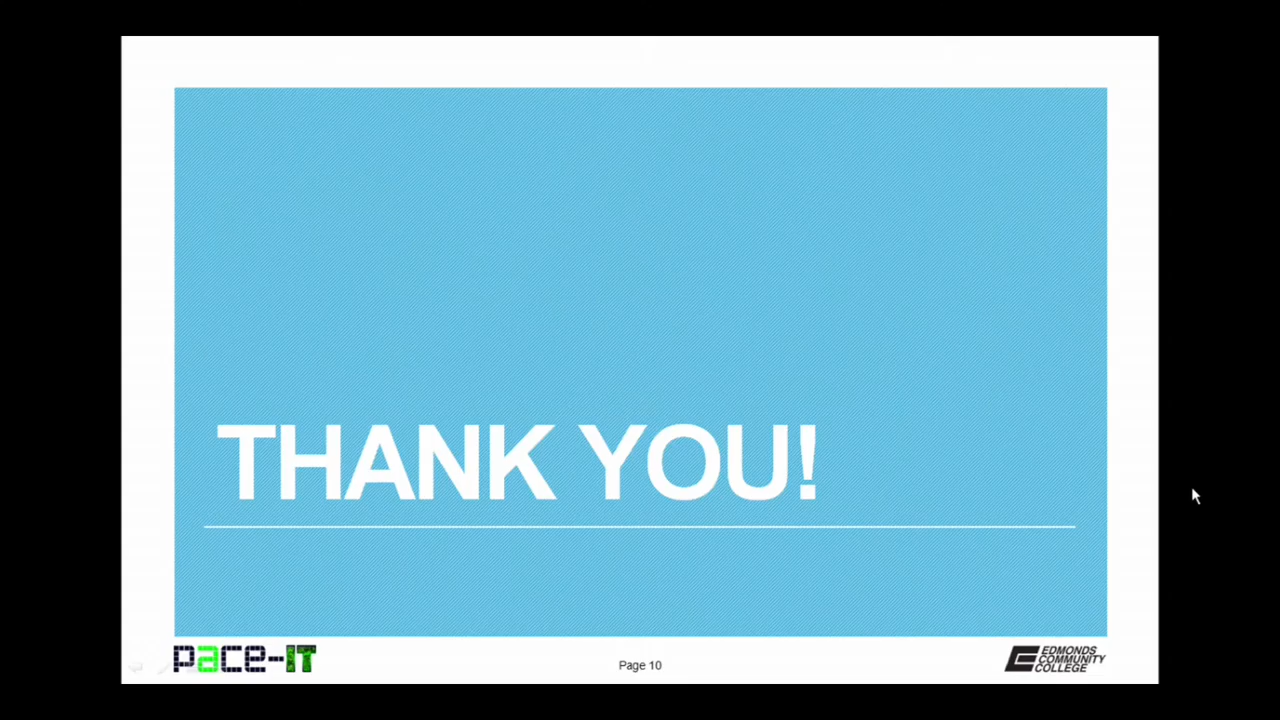 THANK YOU!
pace-IT
Page 10
EDMONDS
COMMUNITY
COLLEGE